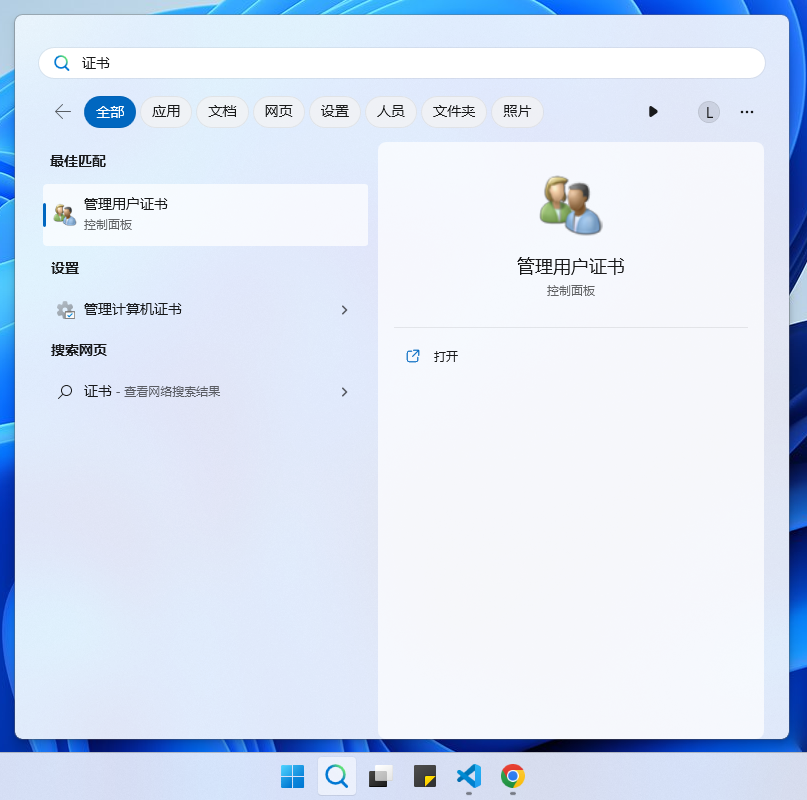 证书
全部 应用 文档 网页 设置 人员 文件夹 照片 L
最佳匹配
管理用户证书
控制面板
设置
管理计算机证书
搜索网页
证书 - 查看网络搜索结果
管理用户证书
控制面板
打开